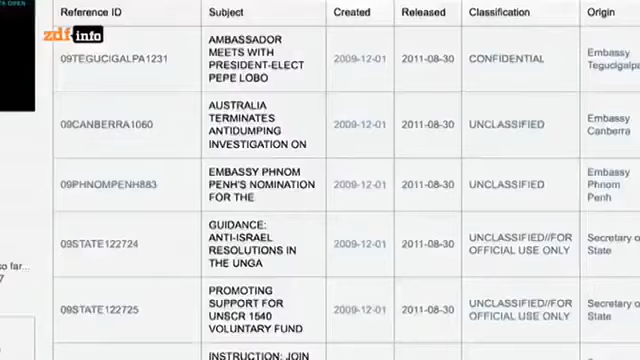 Reference ID Subject Created Released Classification Origin
zdf info
09TEGUCIGALPA1231
AMBASSADOR
MEETS WITH
PRESIDENT-ELECT
PEPE LOBO
2009-12-01 2011-08-30 CONFIDENTIAL
Embassy
Tegucigalpa
09CANBERRA1060
AUSTRALIA
TERMINATES
ANTIDUMPING
INVESTIGATION ON
2009-12-01 2011-08-30 UNCLASSIFIED
Embassy
Canberra
09PHNOMPENH883
EMBASSY PHNOM
PENH'S NOMINATION
FOR THE
2009-12-01 2011-08-30 UNCLASSIFIED
Embassy
Phnom
Penh
09STATE122724
GUIDANCE:
ANTI-ISRAEL
RESOLUTIONS IN
THE UNGA
2009-12-01 2011-08-30
UNCLASSIFIED//FOR
OFFICIAL USE ONLY
Secretary o
State
so far...
7
09STATE122725
PROMOTING
SUPPORT FOR
UNSCR 1540
VOLUNTARY FUND
2009-12-01 2011-08-30
UNCLASSIFIED//FOR
OFFICIAL USE ONLY
Secretary o
State
INSTRUCTION: JOIN